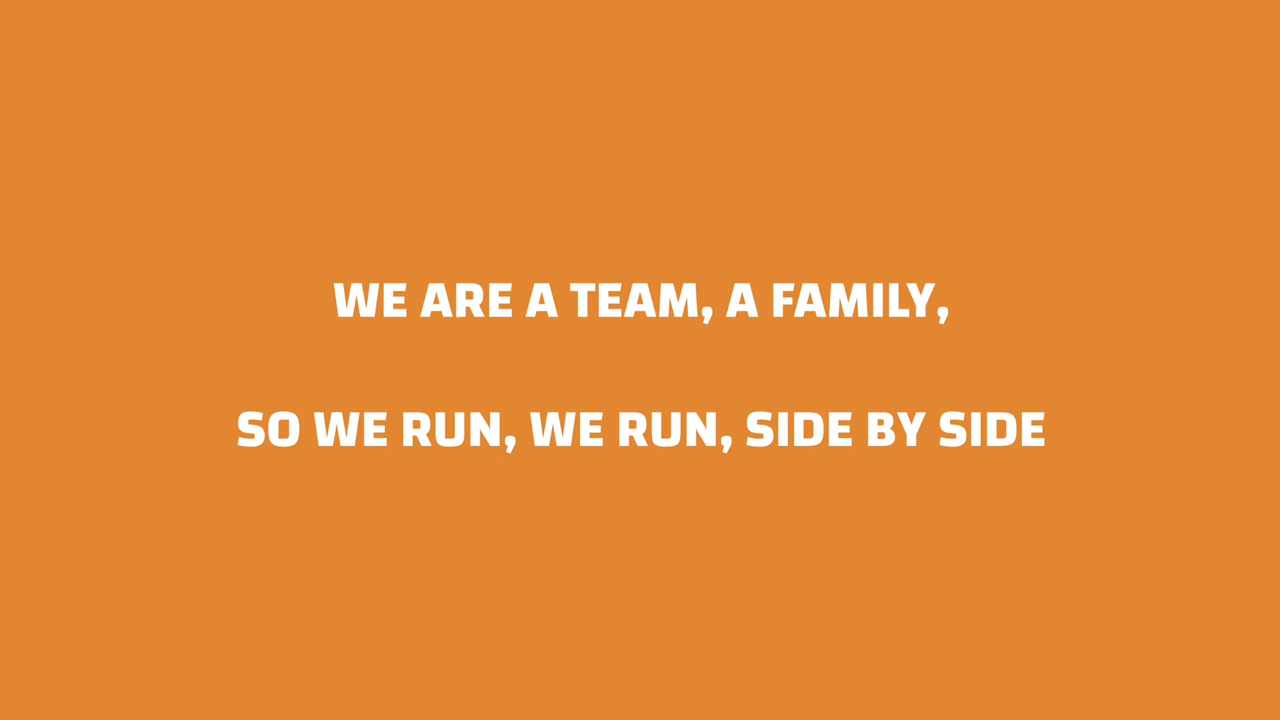 WE ARE A TEAM, A FAMILY,
SO WE RUN, WE RUN, SIDE BY SIDE